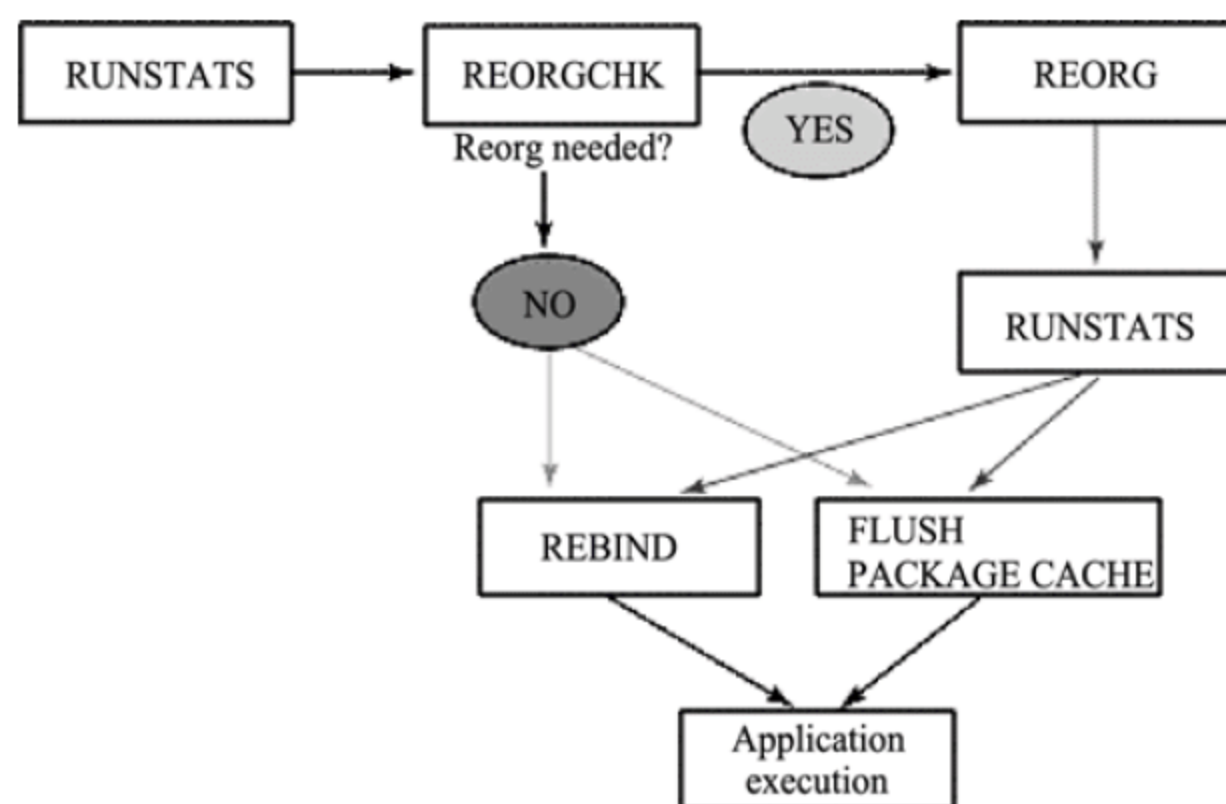 RUNSTATS
REORGCHK
REORG
YES
Reorg needed?
NO
RUNSTATS
REBIND
FLUSH
PACKAGE CACHE
Application
execution